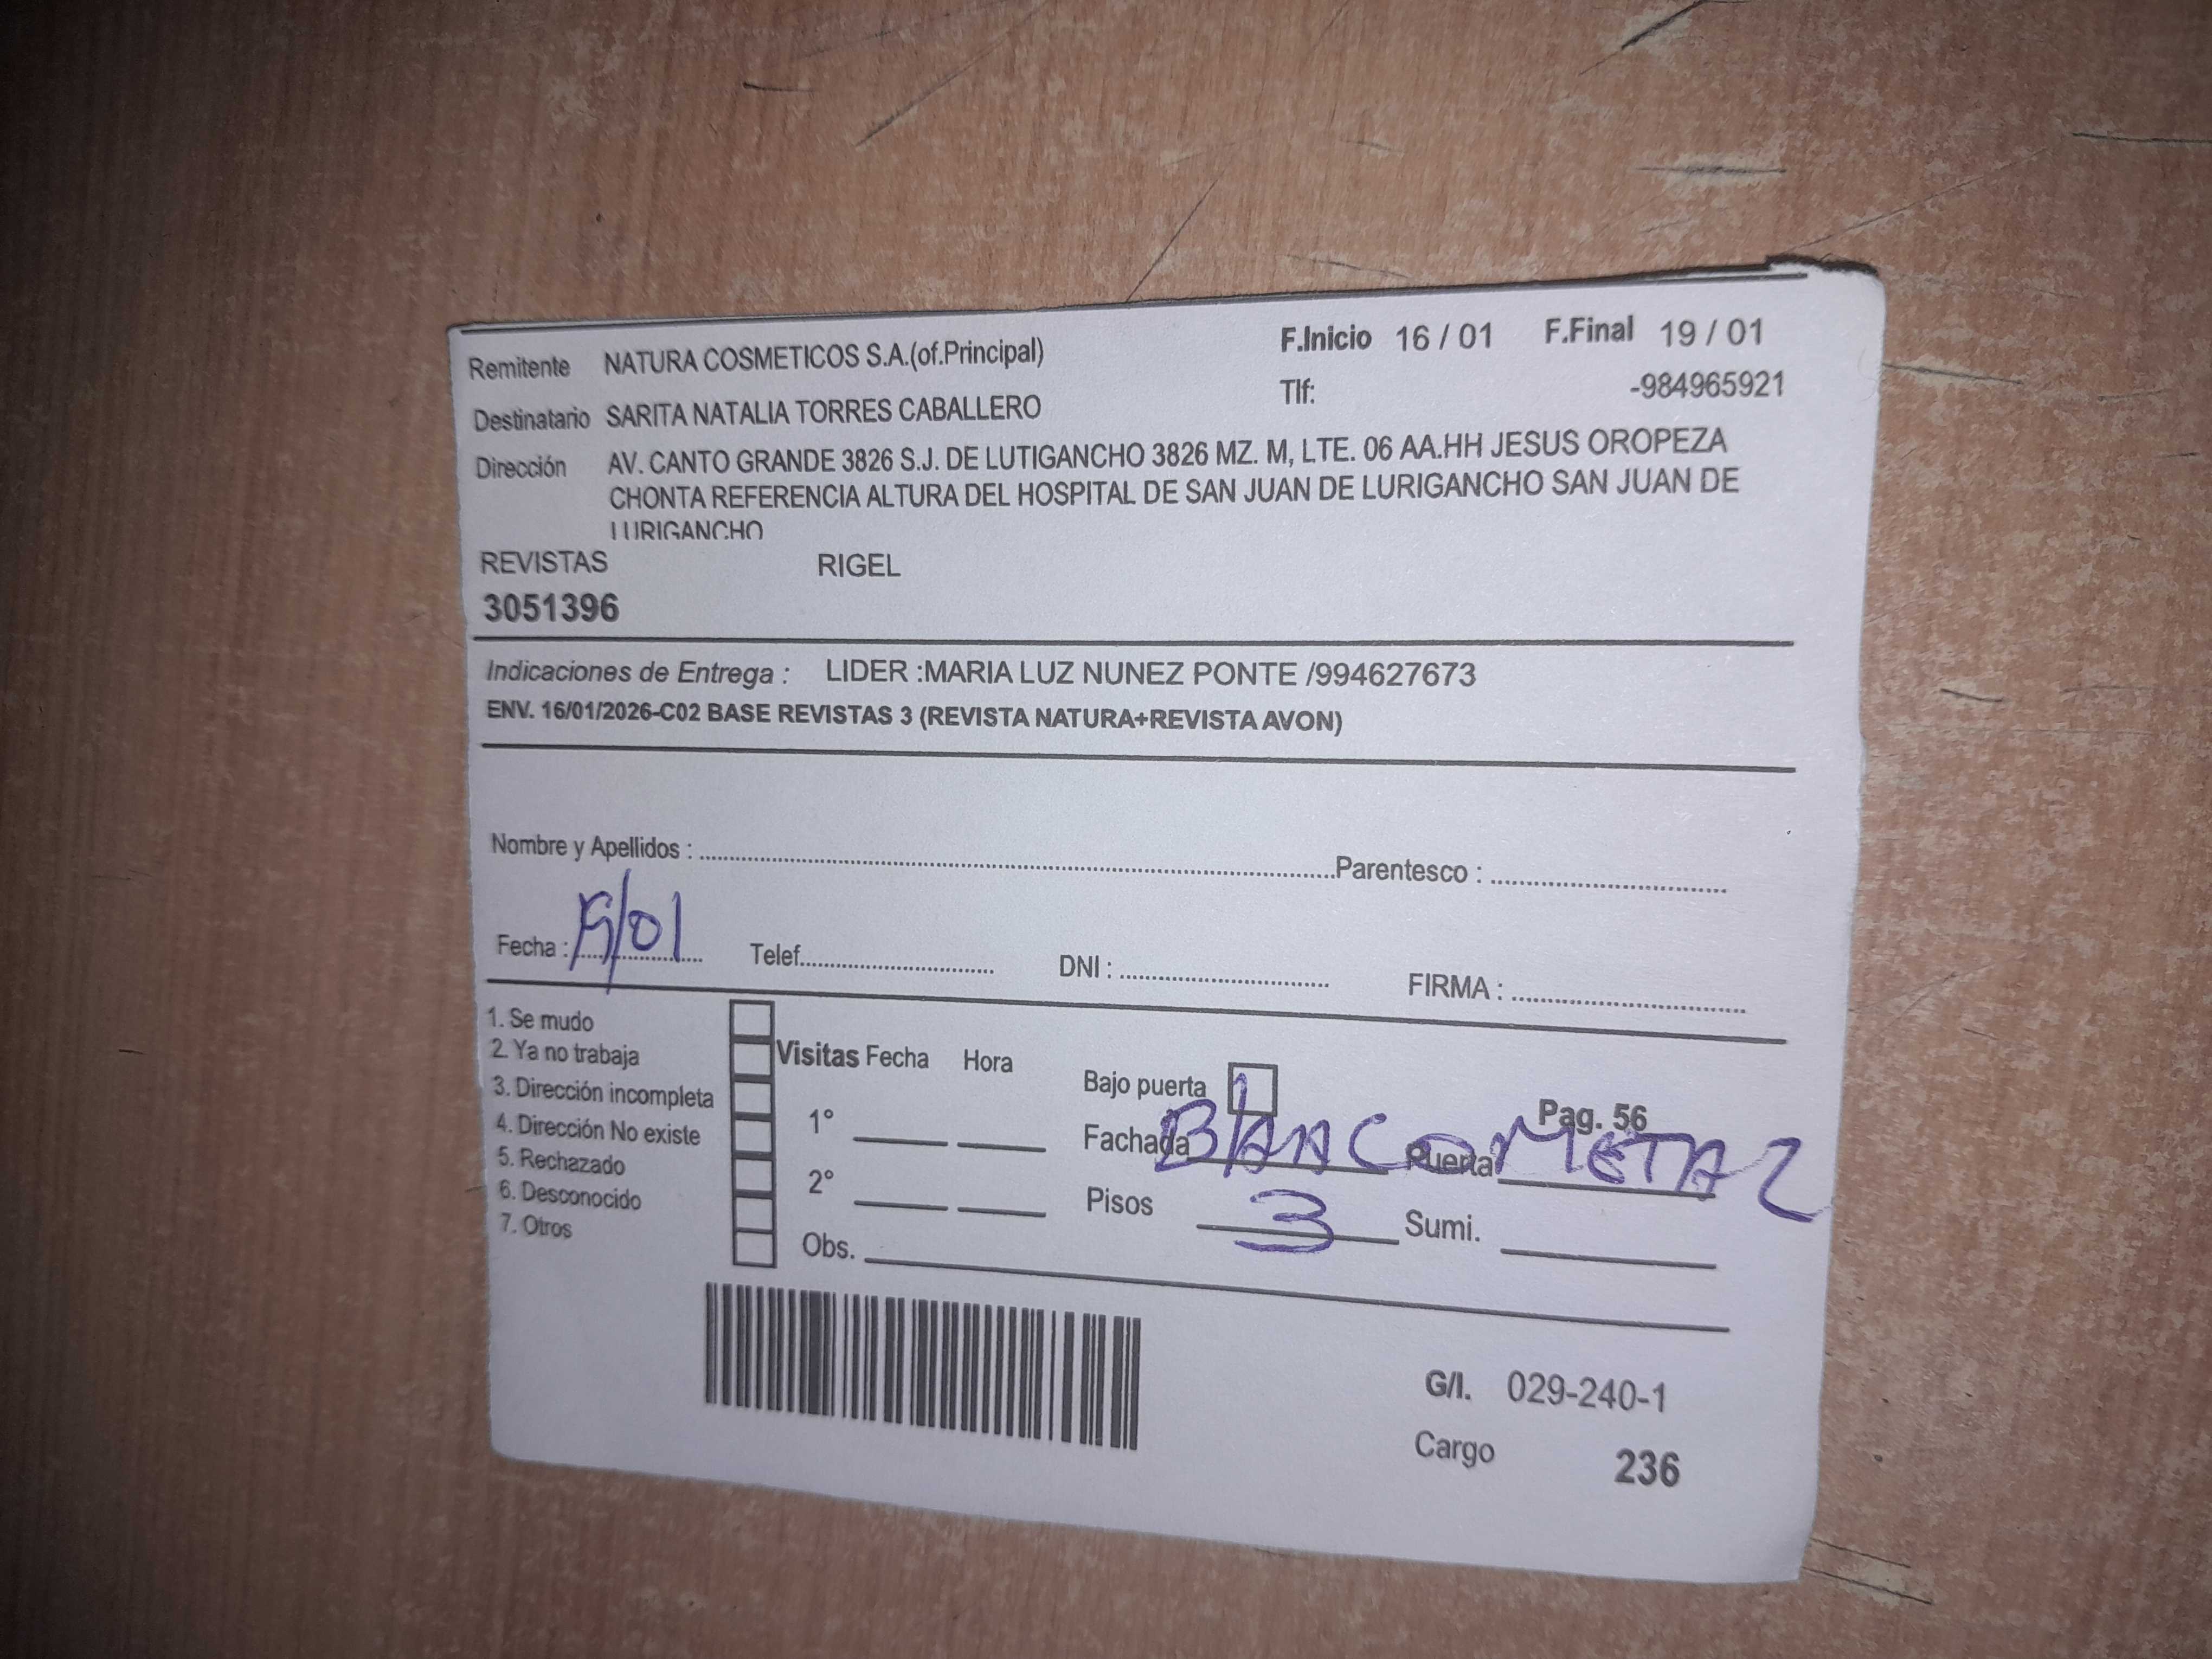 Remitente NATURA COSMETICOS S.A.(of.Principal) F.Inicio 16 / 01 F.Final 19 / 01
Tlf: -984965921
Destinatario SARITA NATALIA TORRES CABALLERO
Dirección AV. CANTO GRANDE 3826 S.J. DE LUTIGANCHO 3826 MZ. M, LTE. 06 AA.HH JESUS OROPEZA
CHONTA REFERENCIA ALTURA DEL HOSPITAL DE SAN JUAN DE LURIGANCHO SAN JUAN DE
LURIGANCHO
REVISTAS RIGEL
3051396
Indicaciones de Entrega : LIDER :MARIA LUZ NUNEZ PONTE /994627673
ENV. 16/01/2026-C02 BASE REVISTAS 3 (REVISTA NATURA+REVISTA AVON)
Nombre y Apellidos : Parentesco :
Fecha : Telef. DNI : FIRMA :
1. Se mudo
2. Ya no trabaja
3. Dirección incompleta
4. Dirección No existe
5. Rechazado
6. Desconocido
7. Otros
Visitas Fecha Hora
1°
2°
Obs.
Bajo puerta Pag. 56
Fachada BLANCO Puerta METAL
Pisos 3 Sumi.
G/I. 029-240-1
Cargo 236